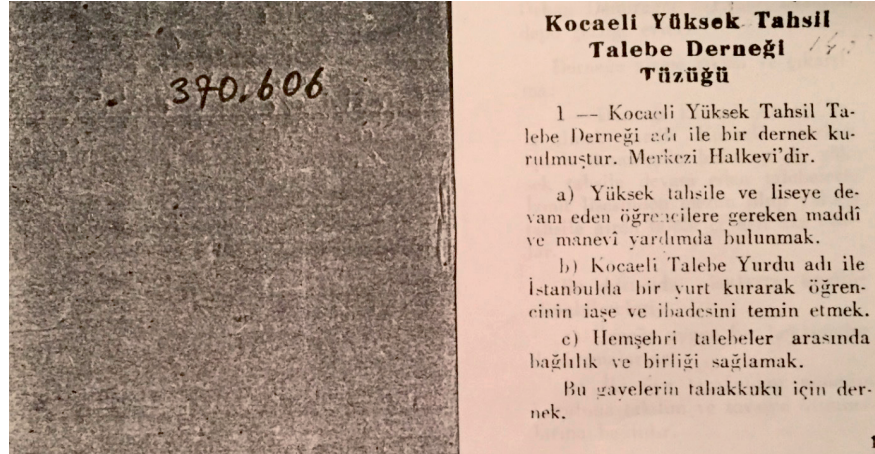 370.606
Kocaeli Yüksek Tahsil
Talebe Derneği
Tüzüğü
1 — Kocaeli Yüksek Tahsil Ta-
lebe Derneği adı ile bir dernek ku-
rulmuştur. Merkezi Halkevi'dir.
a) Yüksek tahsile ve liseye de-
vam eden öğrencilere gereken maddî
ve manevî yardımda bulunmak.
b) Kocaeli Talebe Yurdu adı ile
İstanbulda bir yurt kurarak öğren-
cinin iaşe ve ibadesini temin etmek.
c) Hemşehri talebeler arasında
bağlılık ve birliği sağlamak.
Bu gayelerin tahakkuku için der-
nek.
1